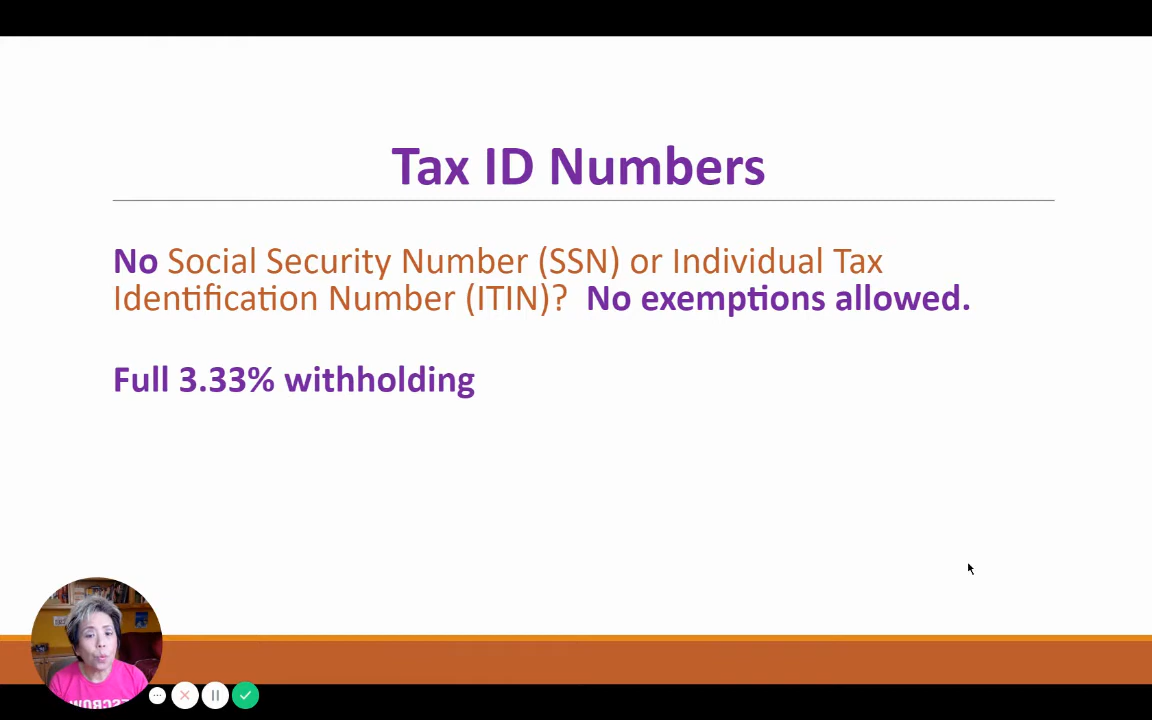 Tax ID Numbers
No Social Security Number (SSN) or Individual Tax
Identification Number (ITIN)?  No exemptions allowed.
Full 3.33% withholding